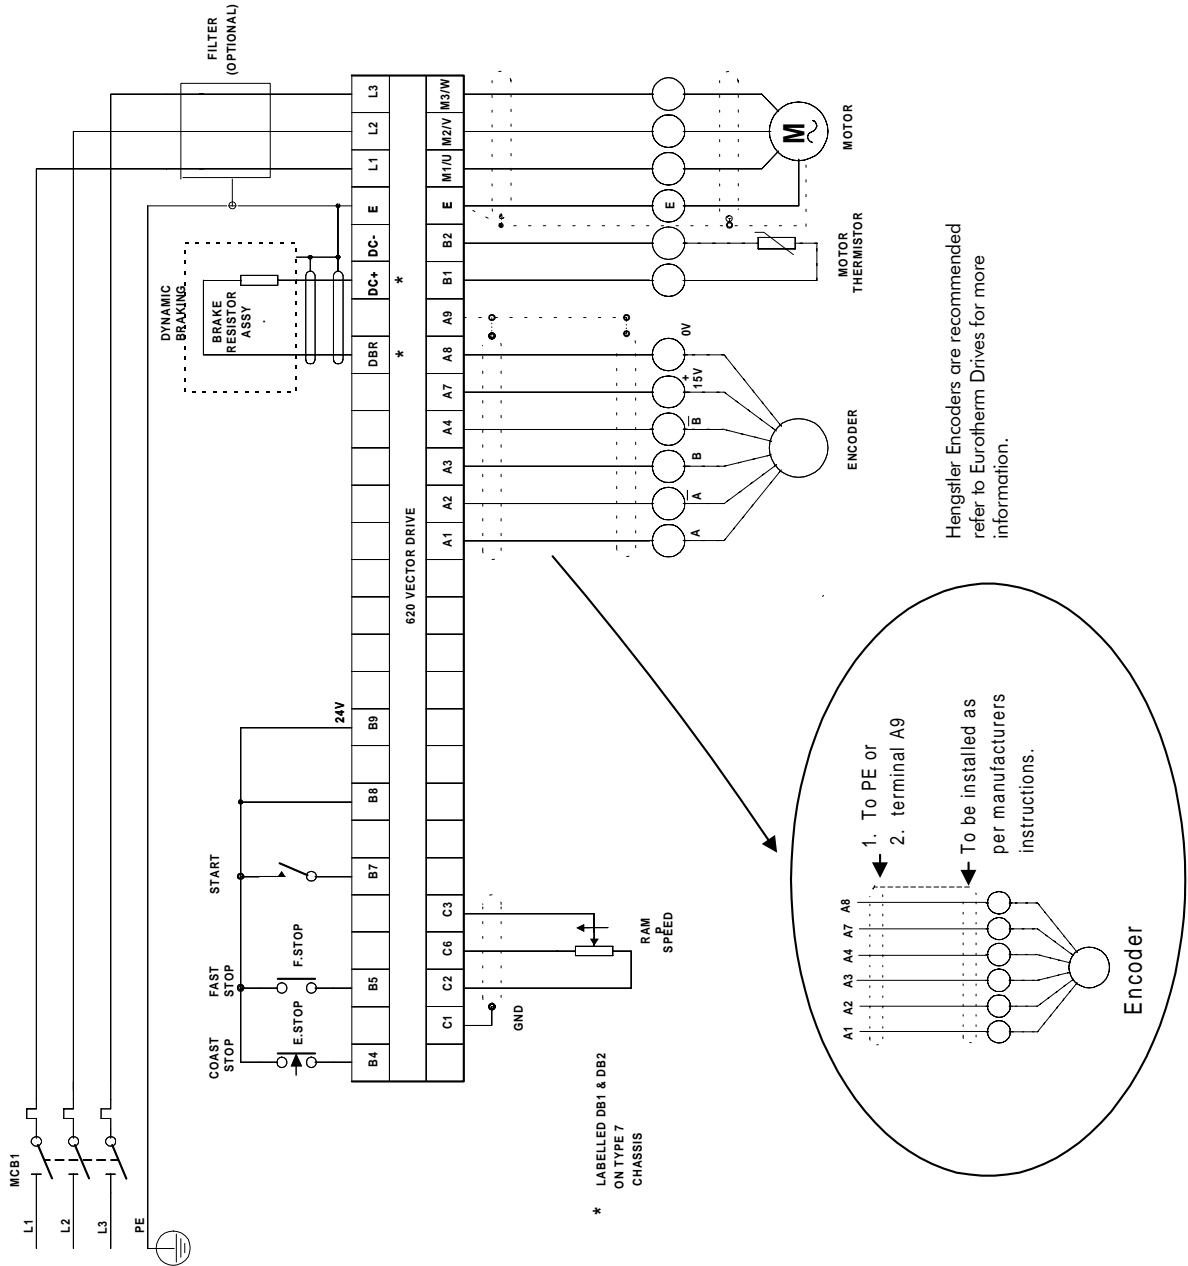 MCB1
L1
L2
L3
PE
FILTER
(OPTIONAL)
DYNAMIC
BRAKING
BRAKE
RESISTOR
ASSY
COAST
STOP
E.STOP
FAST
STOP
F.STOP
START
24V
B4
B5
B7
B8
B9
DBR
DC+
DC-
E
L1
L2
L3
*
*
620 VECTOR DRIVE
C1
C2
C6
C3
A1
A2
A3
A4
A7
A8
A9
B1
B2
E
M1/U
M2/V
M3/W
GND
RAM
P
SPEED
A
A̅
B
B̅
+
15V
0V
E
ENCODER
MOTOR
THERMISTOR
M
MOTOR
* LABELLED DB1 & DB2
ON TYPE 7
CHASSIS
Hengstler Encoders are recommended
refer to Eurotherm Drives for more
information.
A1
A2
A3
A4
A7
A8
1. To PE or
2. terminal A9
To be installed as
per manufacturers
instructions.
Encoder